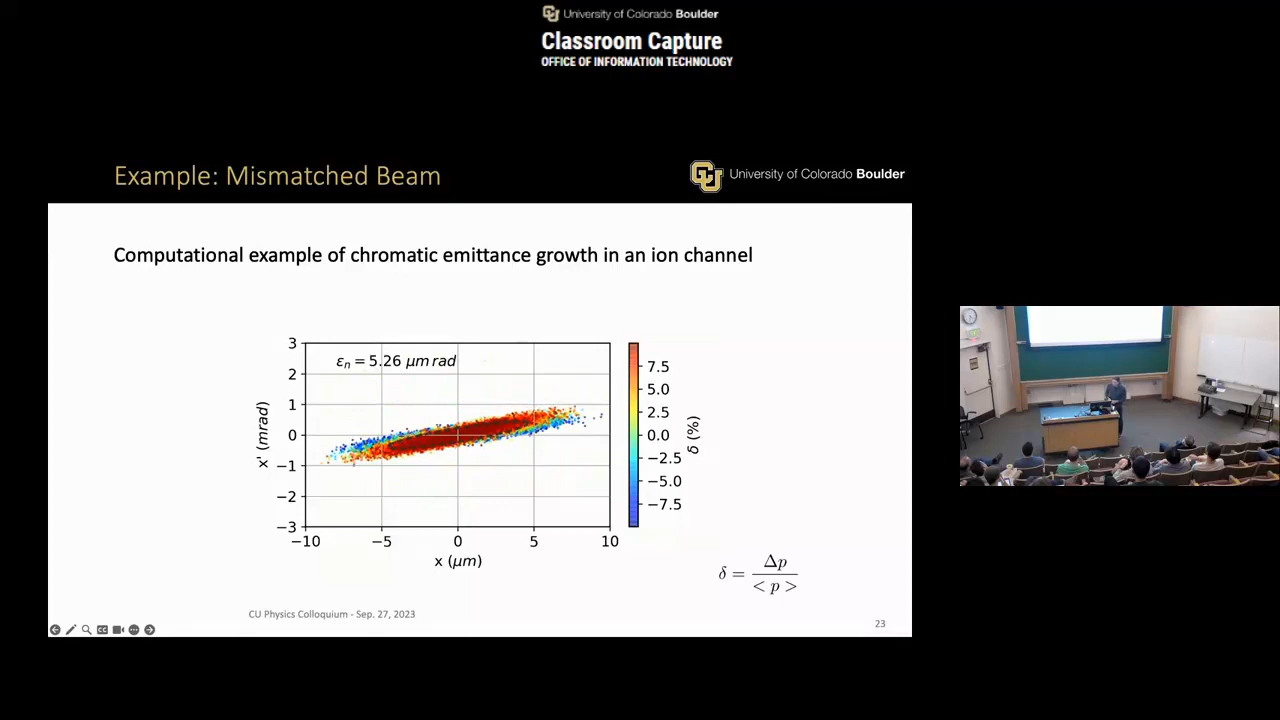 University of Colorado Boulder
Classroom Capture
OFFICE OF INFORMATION TECHNOLOGY
Example: Mismatched Beam
University of Colorado Boulder
Computational example of chromatic emittance growth in an ion channel
3
2
1
0
−1
−2
−3
x' (mrad)
εn = 5.26 μm rad
−10
−5
0
5
10
x (μm)
7.5
5.0
2.5
0.0
−2.5
−5.0
−7.5
δ (%)
δ = Δp / < p >
CU Physics Colloquium - Sep. 27, 2023
23